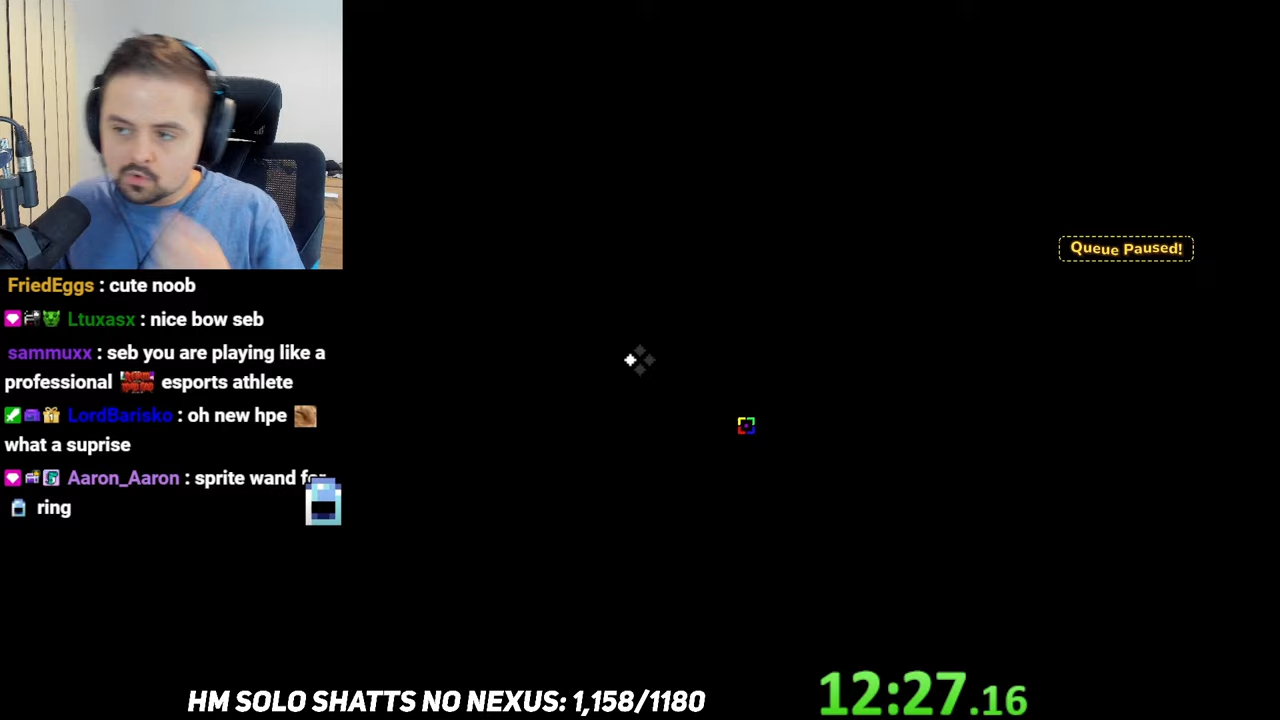 FriedEggs : cute noob
Ltuxasx : nice bow seb
sammuxx : seb you are playing like a
professional esports athlete
LordBarisko : oh new hpe
what a suprise
Aaron_Aaron : sprite wand for
ring
Queue Paused!
HM SOLO SHATTS NO NEXUS: 1,158/1180
12:27.16